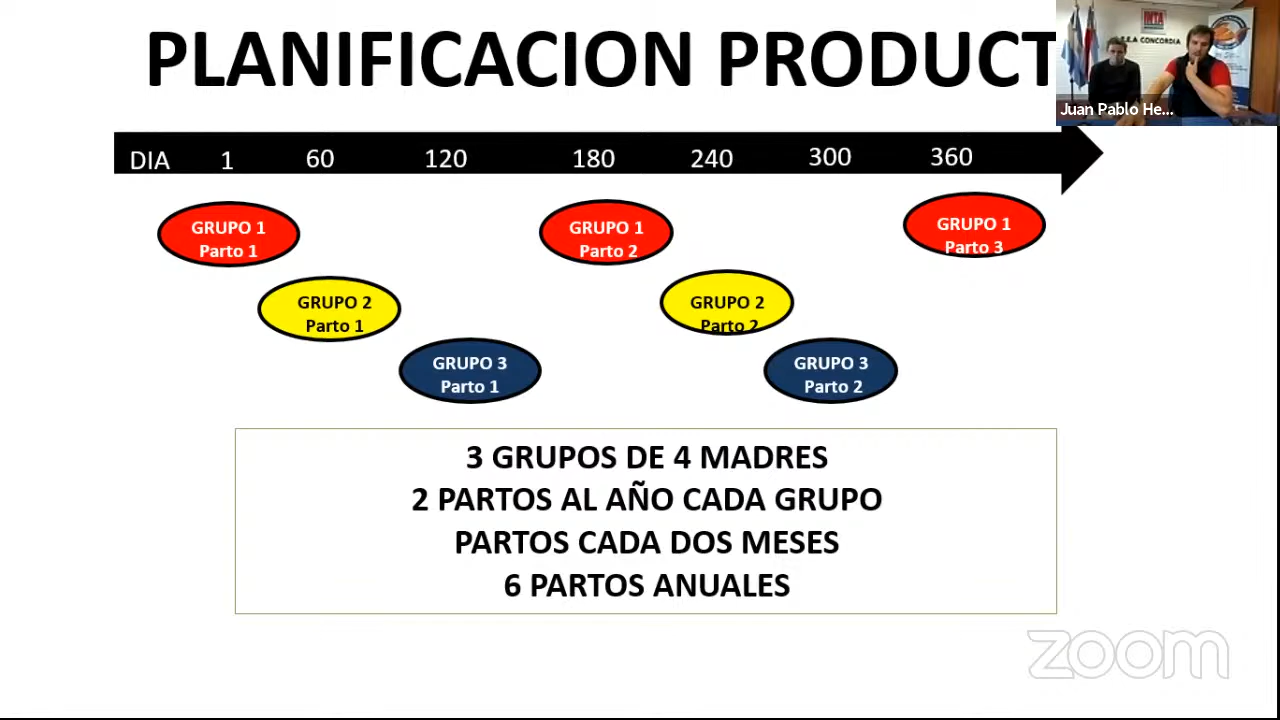 PLANIFICACION PRODUCT
INTA
E.E.A CONCORDIA
Juan Pablo He...
DIA 1 60 120 180 240 300 360
GRUPO 1
Parto 1
GRUPO 1
Parto 2
GRUPO 1
Parto 3
GRUPO 2
Parto 1
GRUPO 2
Parto 2
GRUPO 3
Parto 1
GRUPO 3
Parto 2
3 GRUPOS DE 4 MADRES
2 PARTOS AL AÑO CADA GRUPO
PARTOS CADA DOS MESES
6 PARTOS ANUALES
zoom